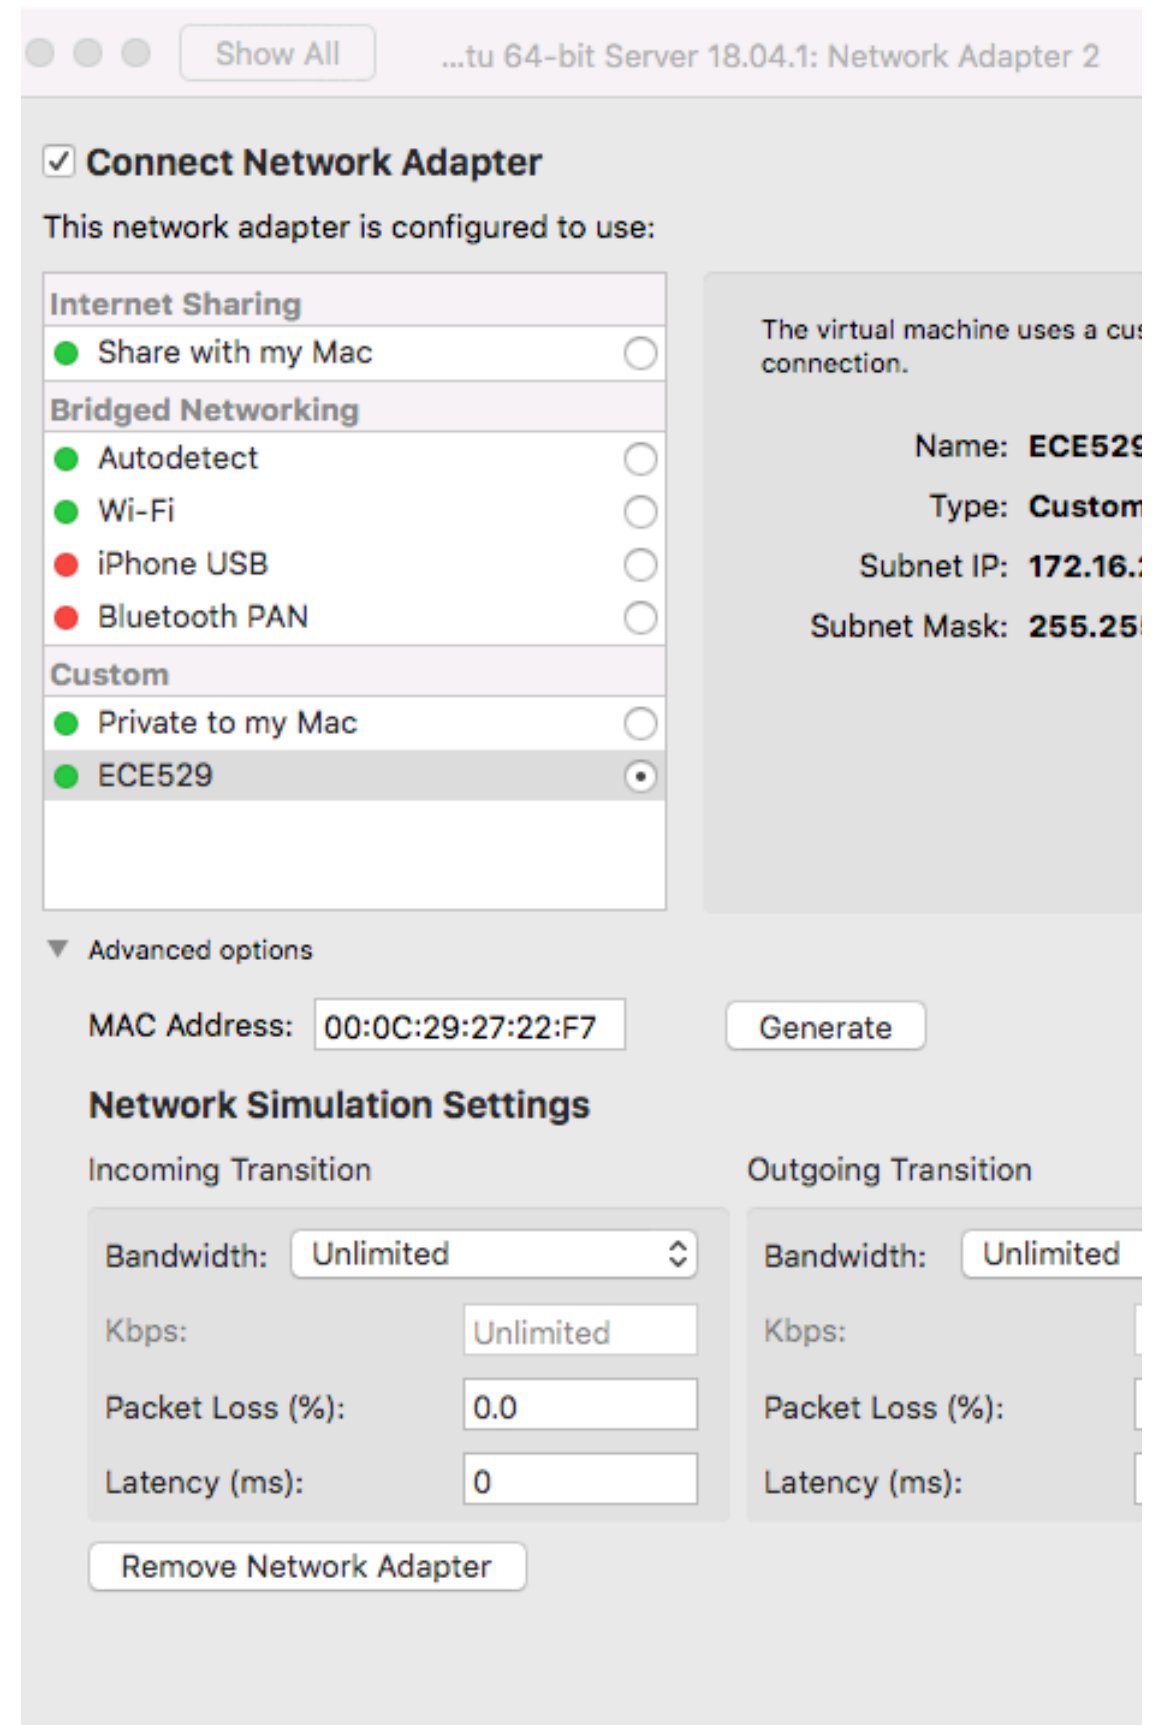 Show All
...tu 64-bit Server 18.04.1: Network Adapter 2
Connect Network Adapter
This network adapter is configured to use:
Internet Sharing
Share with my Mac
Bridged Networking
Autodetect
Wi-Fi
iPhone USB
Bluetooth PAN
Custom
Private to my Mac
ECE529
The virtual machine uses a
connection.
Name: ECE529
Type: Custom
Subnet IP: 172.16.
Subnet Mask: 255.25
Advanced options
MAC Address: 00:0C:29:27:22:F7
Generate
Network Simulation Settings
Incoming Transition
Bandwidth: Unlimited
Kbps: Unlimited
Packet Loss (%): 0.0
Latency (ms): 0
Outgoing Transition
Bandwidth: Unlimited
Kbps:
Packet Loss (%):
Latency (ms):
Remove Network Adapter